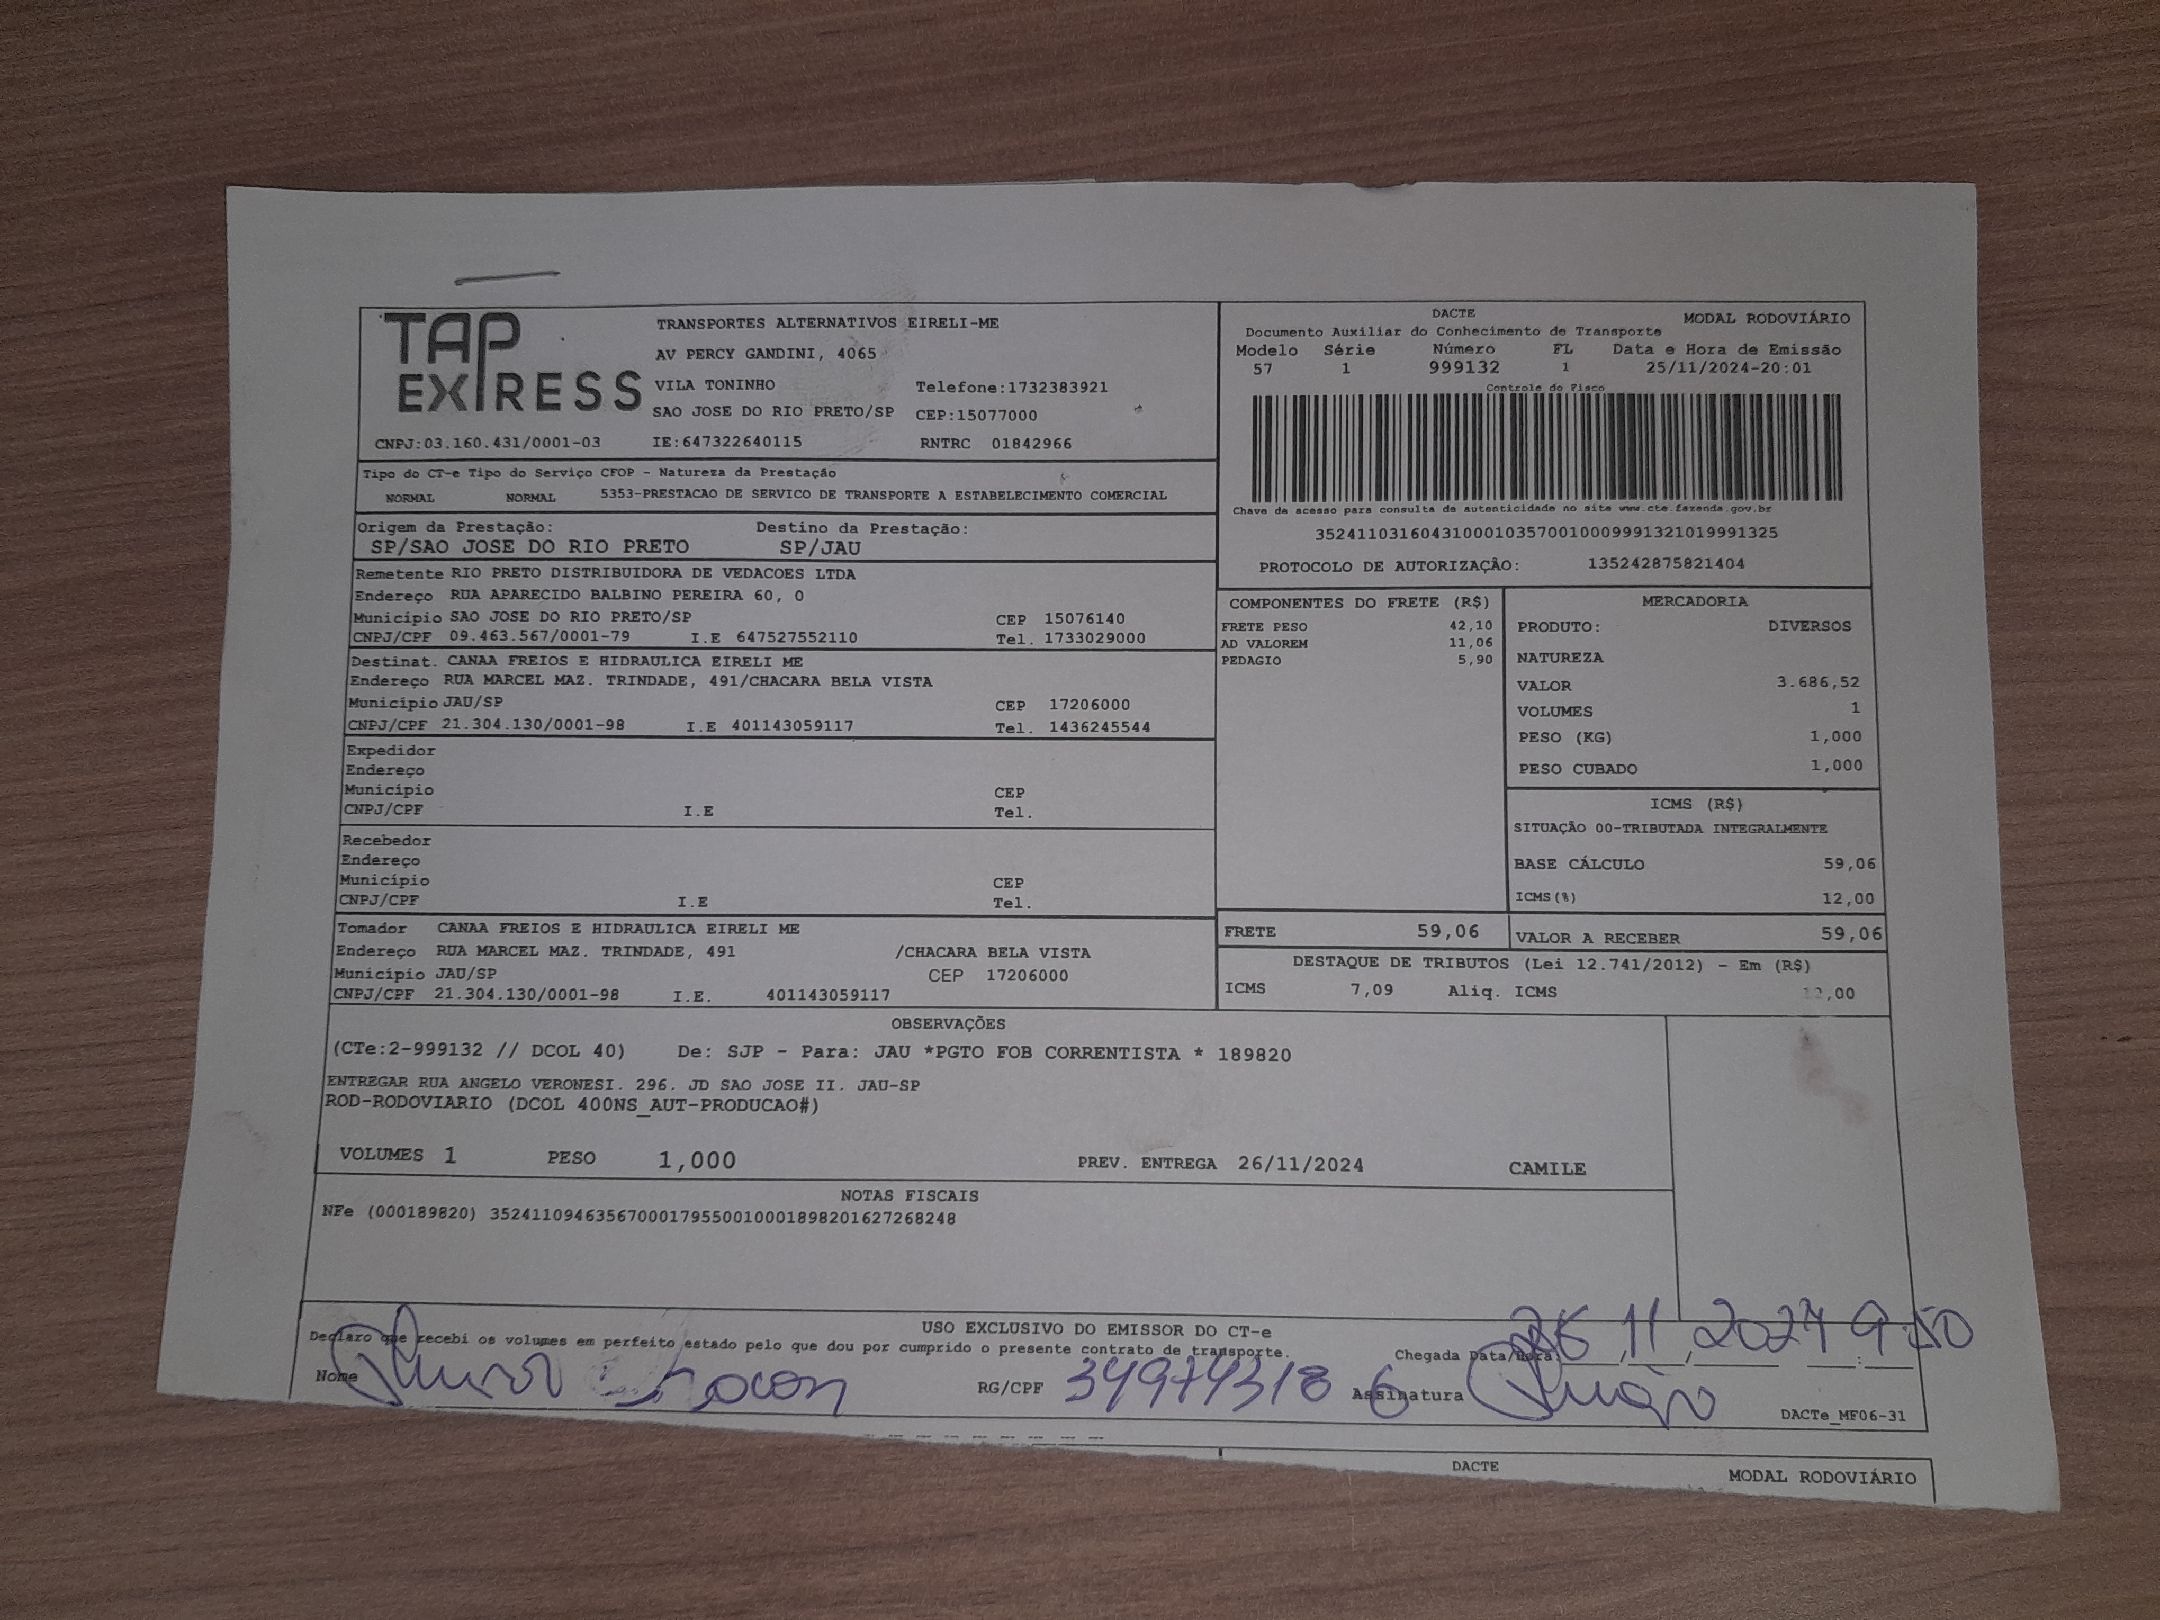 TAP EXPRESS
TRANSPORTES ALTERNATIVOS EIRELI-ME
AV PERCY GANDINI, 4065
VILA TONINHO Telefone:1732383921
SAO JOSE DO RIO PRETO/SP CEP:15077000
CNPJ:03.160.431/0001-03 IE:647322640115 RNTRC 01842966
DACTE MODAL RODOVIÁRIO
Documento Auxiliar do Conhecimento de Transporte
Modelo Série Número FL Data e Hora de Emissão
57 1 999132 1 25/11/2024-20:01
Controle do Fisco
Chave de acesso para consulta de autenticidade no site www.cte.fazenda.gov.br
35241103160431000103570010009991321019991325
PROTOCOLO DE AUTORIZAÇÃO: 135242875821404
Tipo do CT-e Tipo do Serviço CFOP - Natureza da Prestação
NORMAL NORMAL 5353-PRESTACAO DE SERVICO DE TRANSPORTE A ESTABELECIMENTO COMERCIAL
Origem da Prestação: Destino da Prestação:
SP/SAO JOSE DO RIO PRETO SP/JAU
Remetente RIO PRETO DISTRIBUIDORA DE VEDACOES LTDA
Endereço RUA APARECIDO BALBINO PEREIRA 60, 0
Município SAO JOSE DO RIO PRETO/SP CEP 15076140
CNPJ/CPF 09.463.567/0001-79 I.E 647527552110 Tel. 1733029000
Destinat. CANAA FREIOS E HIDRAULICA EIRELI ME
Endereço RUA MARCEL MAZ. TRINDADE, 491/CHACARA BELA VISTA
Município JAU/SP CEP 17206000
CNPJ/CPF 21.304.130/0001-98 I.E 401143059117 Tel. 1436245544
Expedidor
Endereço
Município CEP
CNPJ/CPF I.E Tel.
Recebedor
Endereço
Município CEP
CNPJ/CPF I.E Tel.
Tomador CANAA FREIOS E HIDRAULICA EIRELI ME
Endereço RUA MARCEL MAZ. TRINDADE, 491 /CHACARA BELA VISTA
Município JAU/SP CEP 17206000
CNPJ/CPF 21.304.130/0001-98 I.E. 401143059117
COMPONENTES DO FRETE (R$)
FRETE PESO 42,10
AD VALOREM 11,06
PEDAGIO 5,90
MERCADORIA
PRODUTO: DIVERSOS
NATUREZA
VALOR 3.686,52
VOLUMES 1
PESO (KG) 1,000
PESO CUBADO 1,000
ICMS (R$)
SITUAÇÃO 00-TRIBUTADA INTEGRALMENTE
BASE CÁLCULO 59,06
ICMS(%) 12,00
FRETE 59,06 VALOR A RECEBER 59,06
DESTAQUE DE TRIBUTOS (Lei 12.741/2012) - Em (R$)
ICMS 7,09 Aliq. ICMS 12,00
OBSERVAÇÕES
(CTe:2-999132 // DCOL 40) De: SJP - Para: JAU *PGTO FOB CORRENTISTA * 189820
ENTREGAR RUA ANGELO VERONESI. 296. JD SAO JOSE II. JAU-SP
ROD-RODOVIARIO (DCOL 400NS_AUT-PRODUCAO#)
VOLUMES 1 PESO 1,000 PREV. ENTREGA 26/11/2024 CAMILE
NOTAS FISCAIS
NFe (000189820) 35241109463567000179550010001898201627268248
USO EXCLUSIVO DO EMISSOR DO CT-e
Declaro que recebi os volumes em perfeito estado pelo que dou por cumprido o presente contrato de transporte.
Chegada Data/Hora: 26 11 2024 9:50
Nome RG/CPF 34974318 6 Assinatura
DACTe_MF06-31
DACTE MODAL RODOVIÁRIO